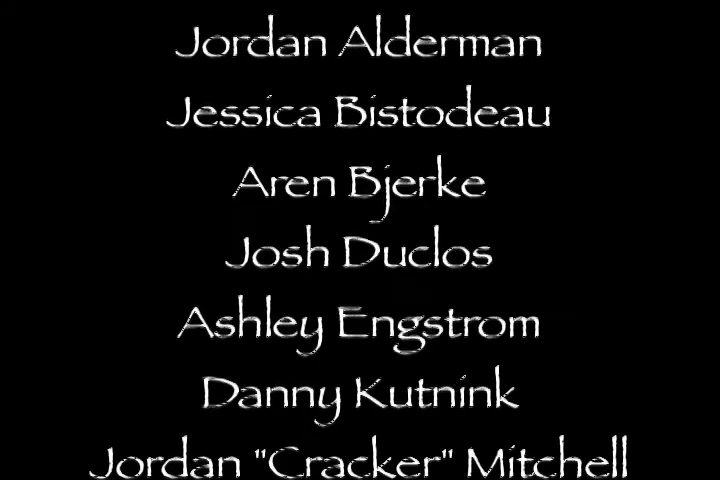 Jordan Alderman
Jessica Bistodeau
Aren Bjerke
Josh Duclos
Ashley Engstrom
Danny Kutnink
Jordan "Cracker" Mitchell